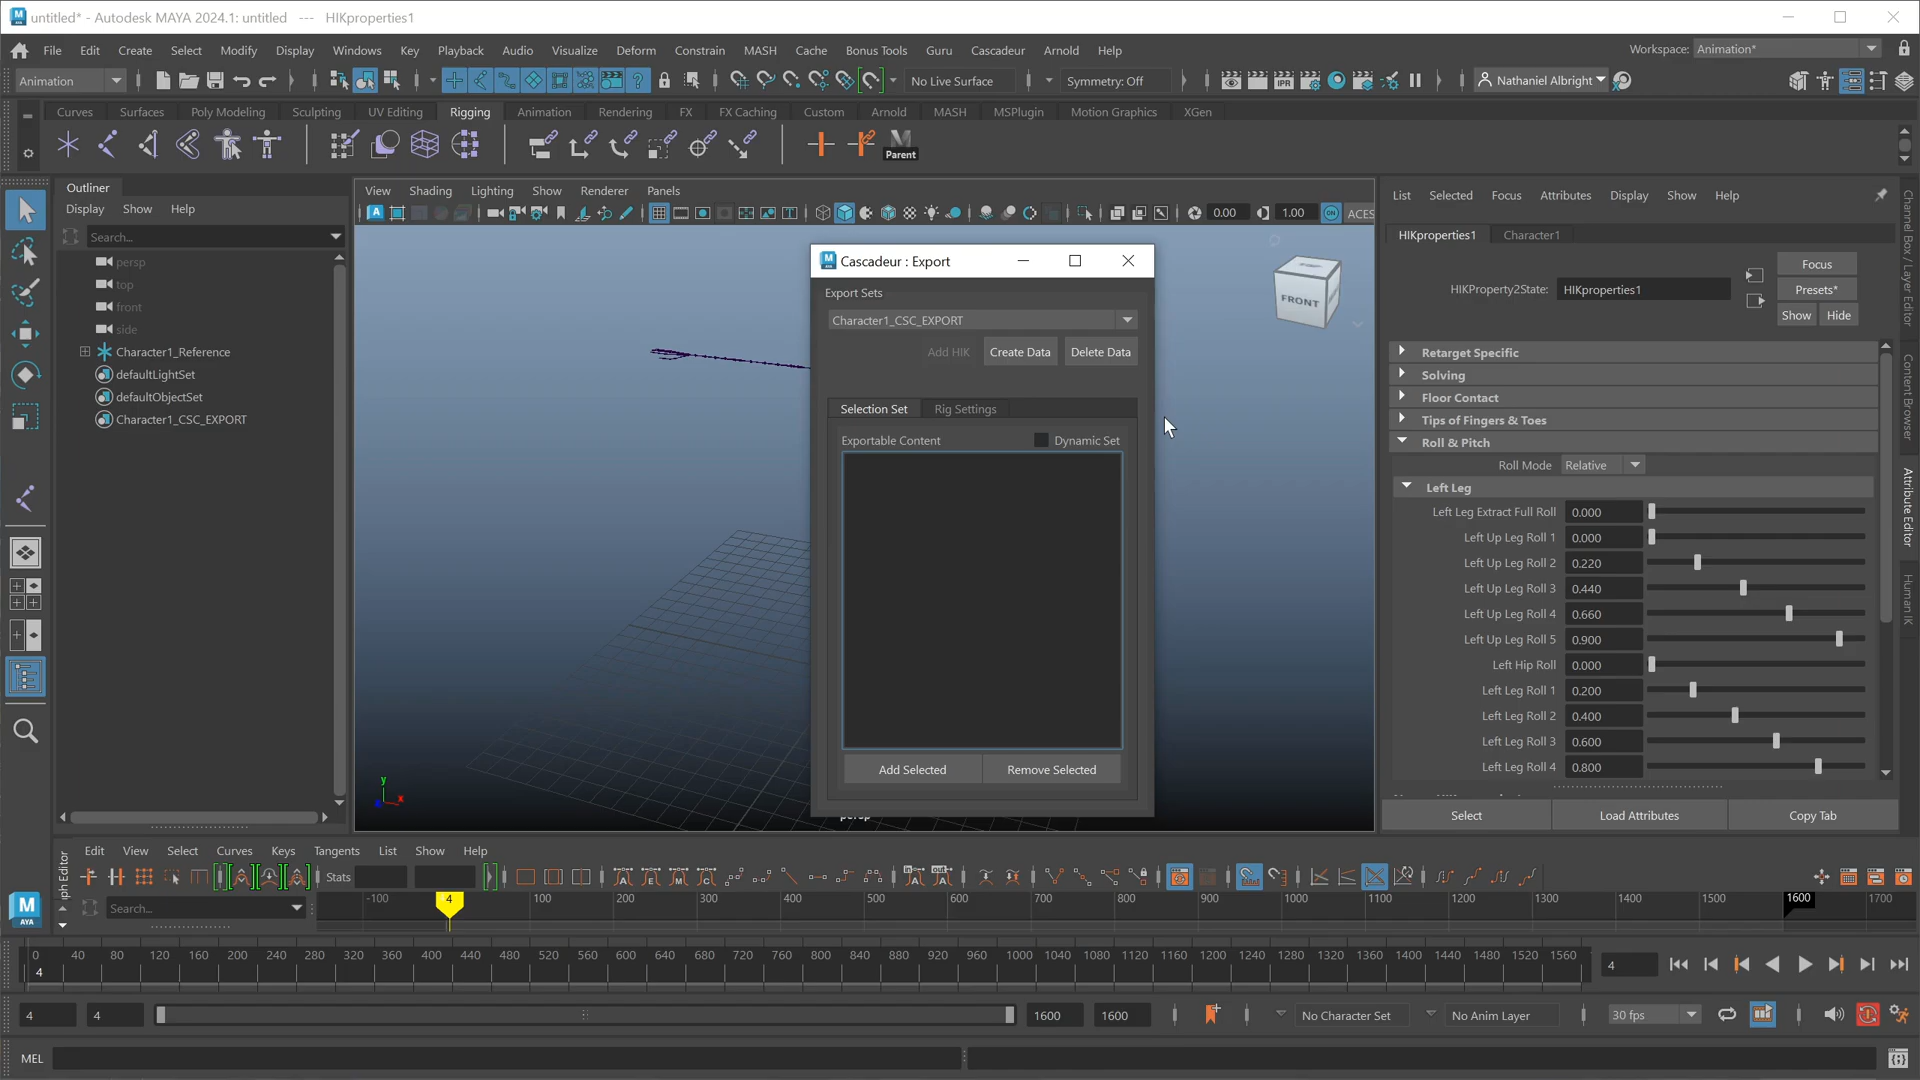 untitled* - Autodesk MAYA 2024.1: untitled --- HIKproperties1
File Edit Create Select Modify Display Windows Key Playback Audio Visualize Deform Constrain MASH Cache Bonus Tools Guru Cascadeur Arnold Help Workspace: Animation*
Animation No Live Surface Symmetry: Off Nathaniel Albright
Curves Surfaces Poly Modeling Sculpting UV Editing Rigging Animation Rendering FX FX Caching Custom Arnold MASH MSPlugin Motion Graphics XGen
Parent
Outliner
Display Show Help
Search...
persp
top
front
side
Character1_Reference
defaultLightSet
defaultObjectSet
Character1_CSC_EXPORT
View Shading Lighting Show Renderer Panels
0.00 1.00 ACES
FRONT
persp
Cascadeur : Export
Export Sets
Character1_CSC_EXPORT
Add HIK Create Data Delete Data
Selection Set Rig Settings
Exportable Content Dynamic Set
Add Selected Remove Selected
List Selected Focus Attributes Display Show Help
HIKproperties1 Character1
Focus
HIKProperty2State: HIKproperties1 Presets*
Show Hide
Retarget Specific
Solving
Floor Contact
Tips of Fingers & Toes
Roll & Pitch
Roll Mode Relative
Left Leg
Left Leg Extract Full Roll 0.000
Left Up Leg Roll 1 0.000
Left Up Leg Roll 2 0.220
Left Up Leg Roll 3 0.440
Left Up Leg Roll 4 0.660
Left Up Leg Roll 5 0.900
Left Hip Roll 0.000
Left Leg Roll 1 0.200
Left Leg Roll 2 0.400
Left Leg Roll 3 0.600
Left Leg Roll 4 0.800
Select Load Attributes Copy Tab
Channel Box / Layer Editor
Content Browser
Attribute Editor
Human IK
Edit View Select Curves Keys Tangents List Show Help
Stats
Search...
-100 4 100 200 300 400 500 600 700 800 900 1000 1100 1200 1300 1400 1500 1600 1700
0 40 80 120 160 200 240 280 320 360 400 440 480 520 560 600 640 680 720 760 800 840 880 920 960 1000 1040 1080 1120 1160 1200 1240 1280 1320 1360 1400 1440 1480 1520 1560
4 4
4 4 1600 1600 No Character Set No Anim Layer 30 fps
MEL